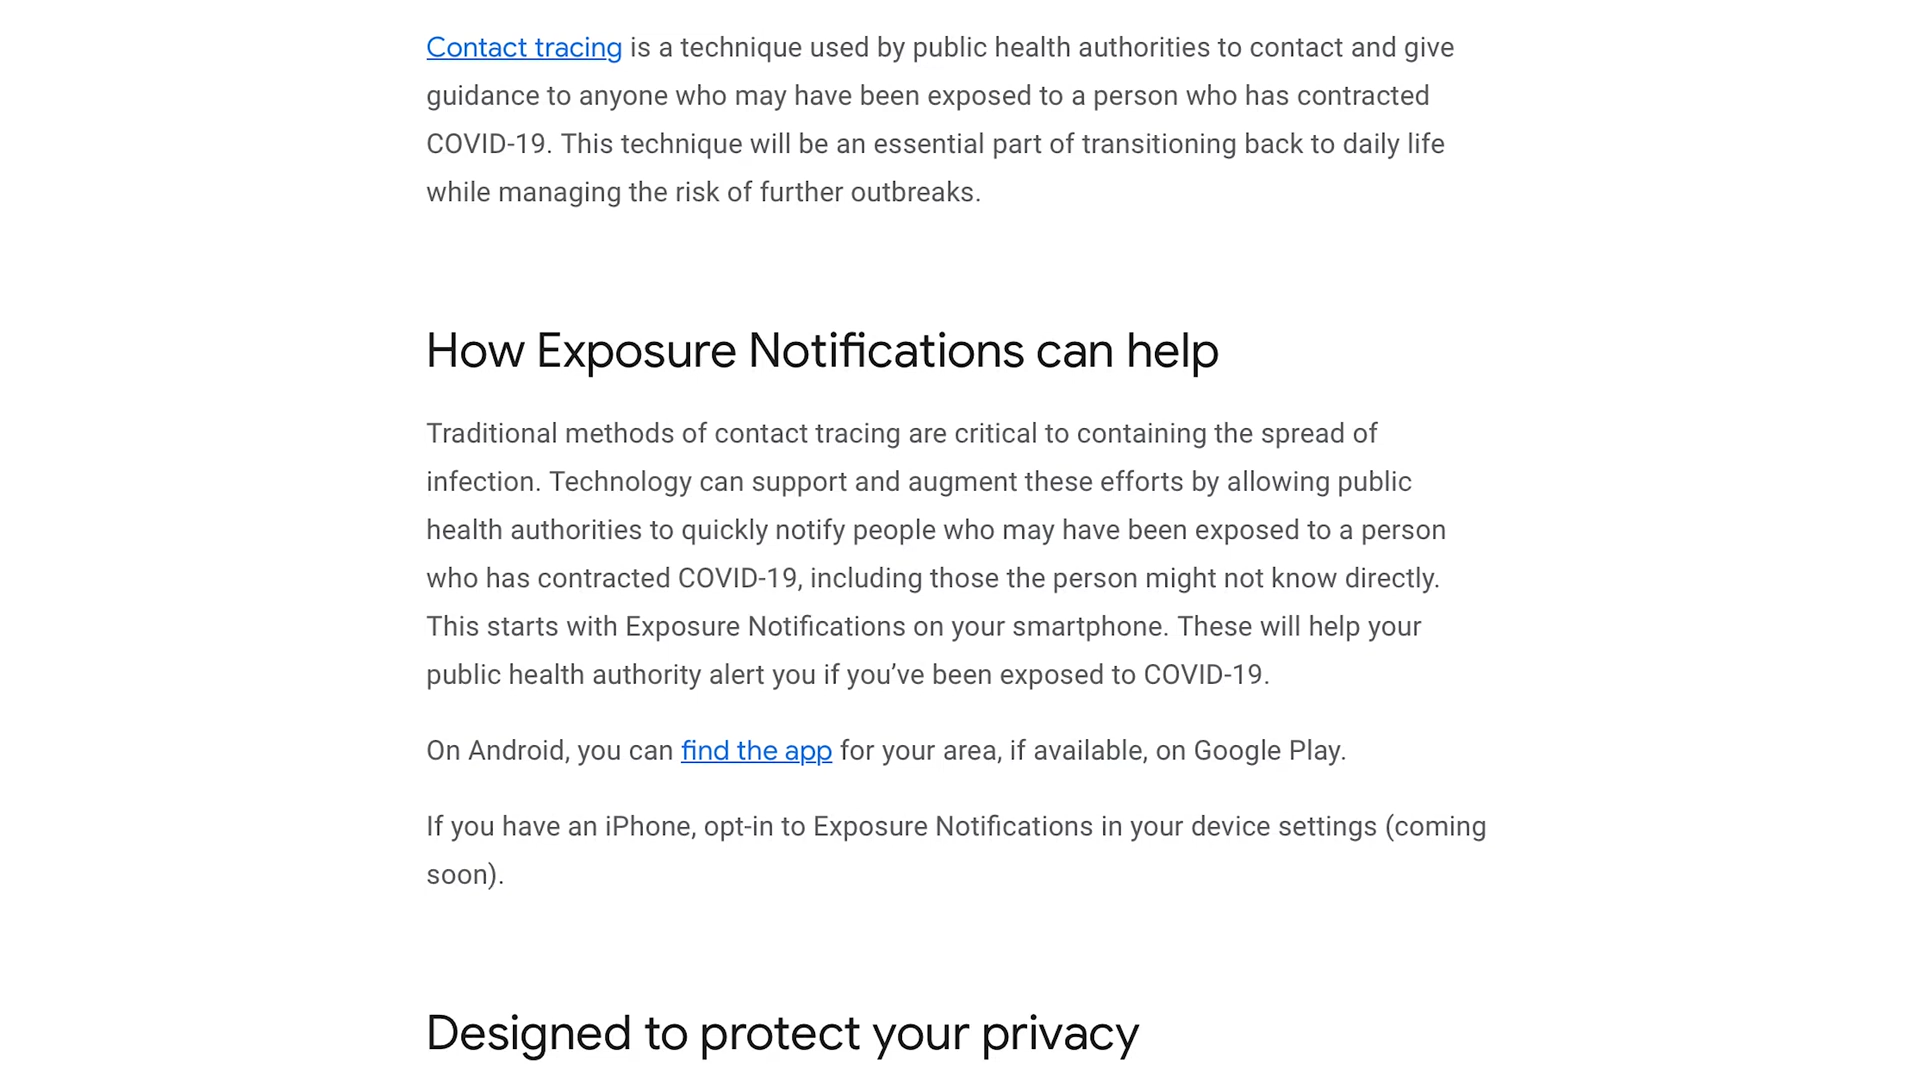 Contact tracing is a technique used by public health authorities to contact and give
guidance to anyone who may have been exposed to a person who has contracted
COVID-19. This technique will be an essential part of transitioning back to daily life
while managing the risk of further outbreaks.
How Exposure Notifications can help
Traditional methods of contact tracing are critical to containing the spread of
infection. Technology can support and augment these efforts by allowing public
health authorities to quickly notify people who may have been exposed to a person
who has contracted COVID-19, including those the person might not know directly.
This starts with Exposure Notifications on your smartphone. These will help your
public health authority alert you if you’ve been exposed to COVID-19.
On Android, you can find the app for your area, if available, on Google Play.
If you have an iPhone, opt-in to Exposure Notifications in your device settings (coming
soon).
Designed to protect your privacy